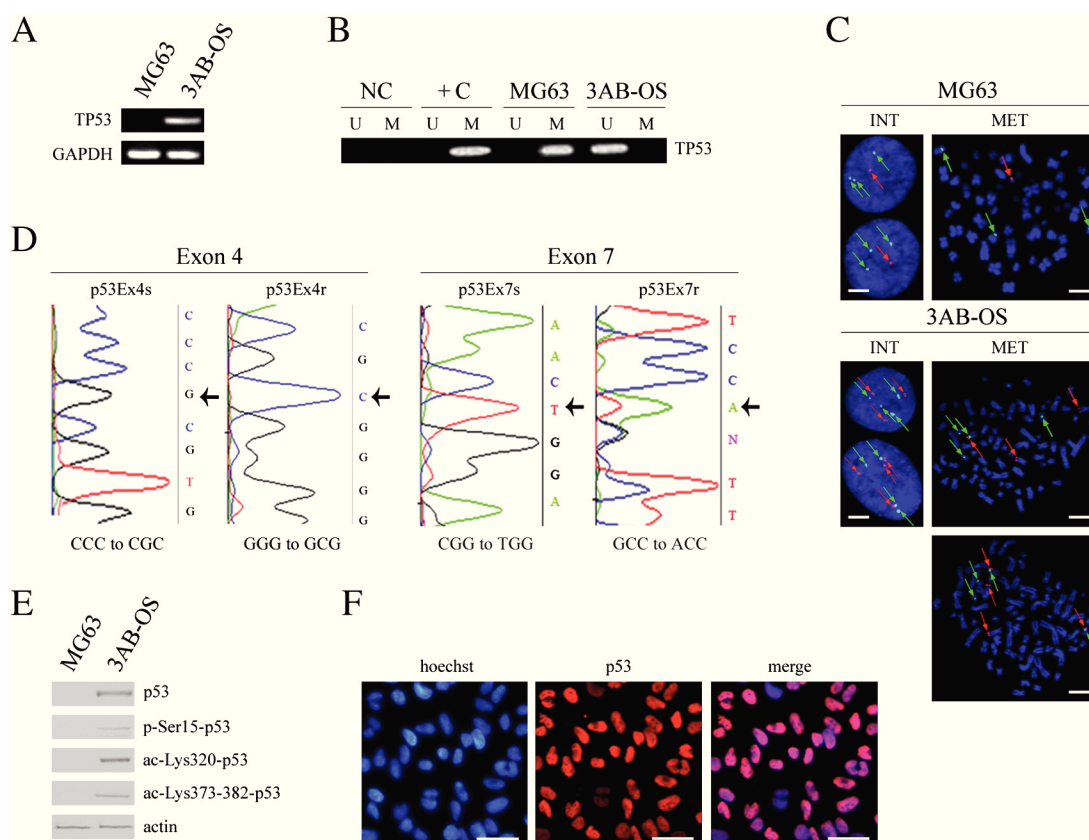 A
MG63
3AB-OS
TP53
GAPDH
B
NC
+ C
MG63
3AB-OS
U M U M U M U M
TP53
C
MG63
INT MET
3AB-OS
INT MET
D
Exon 4
p53Ex4s
p53Ex4r
C
C
C
G
C
G
T
G
C
G
C
G
G
G
G
CCC to CGC
GGG to GCG
Exon 7
p53Ex7s
p53Ex7r
A
A
C
T
G
G
A
T
C
C
A
N
T
T
CGG to TGG
GCC to ACC
E
MG63
3AB-OS
p53
p-Ser15-p53
ac-Lys320-p53
ac-Lys373-382-p53
actin
F
hoechst
p53
merge